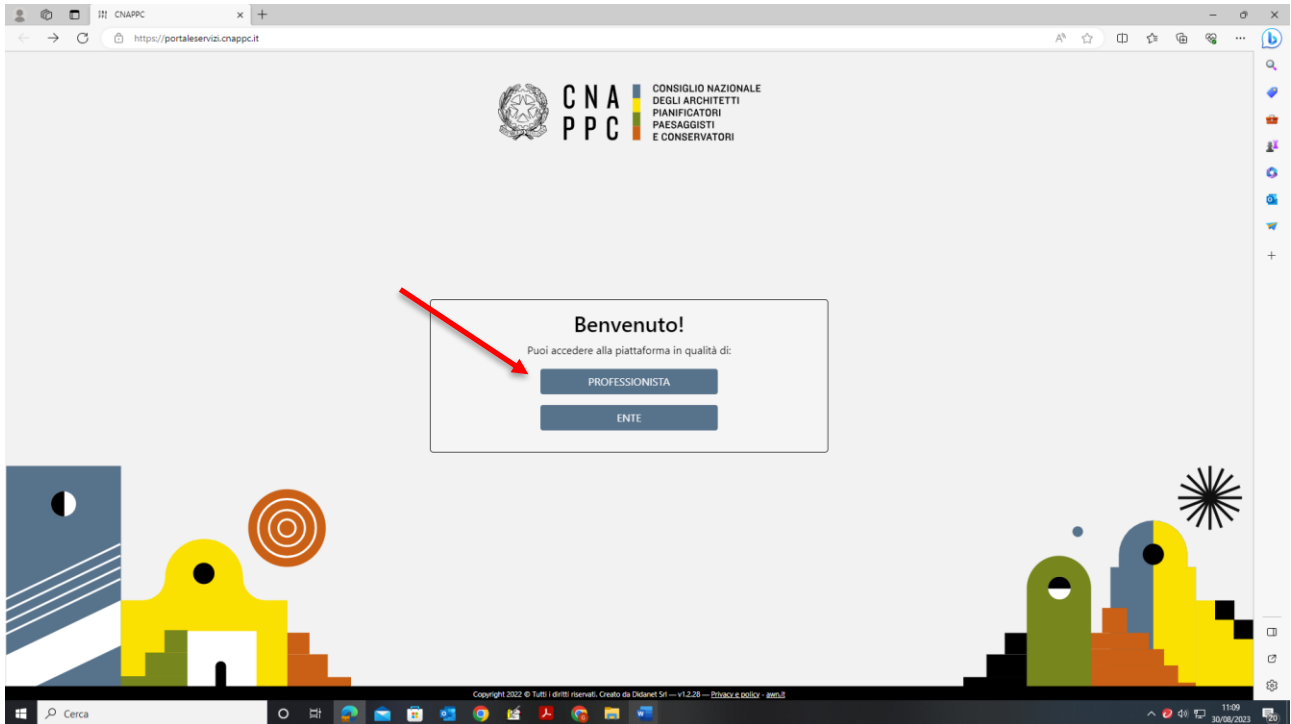 CNAPPC
https://portaleservizi.cnappc.it
CNA
PPC
CONSIGLIO NAZIONALE
DEGLI ARCHITETTI
PIANIFICATORI
PAESAGGISTI
E CONSERVATORI
Benvenuto!
Puoi accedere alla piattaforma in qualità di:
PROFESSIONISTA
ENTE
Copyright 2022 © Tutti i diritti riservati. Creato da Didanet Srl — v1.2.28 — Privacy e policy - awn.it
Cerca
11:09
30/08/2023
20